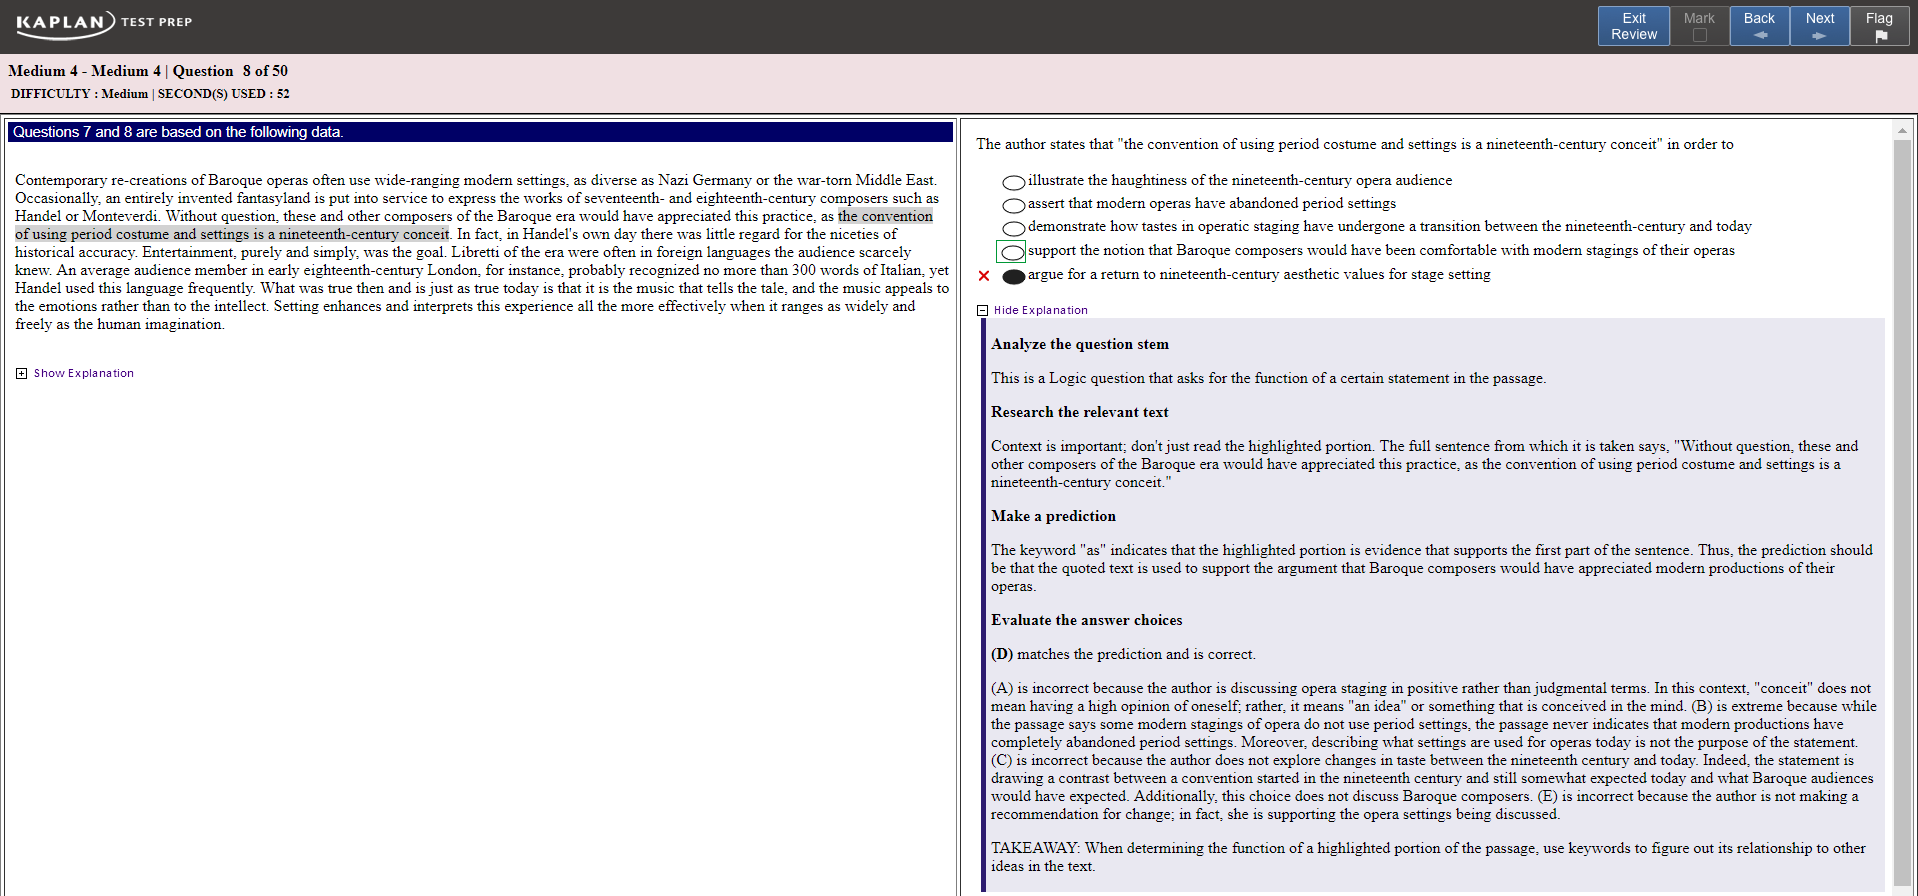 KAPLAN TEST PREP
Exit Review
Mark
Back
Next
Flag
Medium 4 - Medium 4 | Question 8 of 50
DIFFICULTY : Medium | SECOND(S) USED : 52
Questions 7 and 8 are based on the following data.
Contemporary re-creations of Baroque operas often use wide-ranging modern settings, as diverse as Nazi Germany or the war-torn Middle East.
Occasionally, an entirely invented fantasyland is put into service to express the works of seventeenth- and eighteenth-century composers such as
Handel or Monteverdi. Without question, these and other composers of the Baroque era would have appreciated this practice, as the convention
of using period costume and settings is a nineteenth-century conceit. In fact, in Handel's own day there was little regard for the niceties of
historical accuracy. Entertainment, purely and simply, was the goal. Libretti of the era were often in foreign languages the audience scarcely
knew. An average audience member in early eighteenth-century London, for instance, probably recognized no more than 300 words of Italian, yet
Handel used this language frequently. What was true then and is just as true today is that it is the music that tells the tale, and the music appeals to
the emotions rather than to the intellect. Setting enhances and interprets this experience all the more effectively when it ranges as widely and
freely as the human imagination.
Show Explanation
The author states that "the convention of using period costume and settings is a nineteenth-century conceit" in order to
illustrate the haughtiness of the nineteenth-century opera audience
assert that modern operas have abandoned period settings
demonstrate how tastes in operatic staging have undergone a transition between the nineteenth-century and today
support the notion that Baroque composers would have been comfortable with modern stagings of their operas
argue for a return to nineteenth-century aesthetic values for stage setting
Hide Explanation
Analyze the question stem
This is a Logic question that asks for the function of a certain statement in the passage.
Research the relevant text
Context is important; don't just read the highlighted portion. The full sentence from which it is taken says, "Without question, these and
other composers of the Baroque era would have appreciated this practice, as the convention of using period costume and settings is a
nineteenth-century conceit."
Make a prediction
The keyword "as" indicates that the highlighted portion is evidence that supports the first part of the sentence. Thus, the prediction should
be that the quoted text is used to support the argument that Baroque composers would have appreciated modern productions of their
operas.
Evaluate the answer choices
(D) matches the prediction and is correct.
(A) is incorrect because the author is discussing opera staging in positive rather than judgmental terms. In this context, "conceit" does not
mean having a high opinion of oneself; rather, it means "an idea" or something that is conceived in the mind. (B) is extreme because while
the passage says some modern stagings of opera do not use period settings, the passage never indicates that modern productions have
completely abandoned period settings. Moreover, describing what settings are used for operas today is not the purpose of the statement.
(C) is incorrect because the author does not explore changes in taste between the nineteenth century and today. Indeed, the statement is
drawing a contrast between a convention started in the nineteenth century and still somewhat expected today and what Baroque audiences
would have expected. Additionally, this choice does not discuss Baroque composers. (E) is incorrect because the author is not making a
recommendation for change; in fact, she is supporting the opera settings being discussed.
TAKEAWAY: When determining the function of a highlighted portion of the passage, use keywords to figure out its relationship to other
ideas in the text.